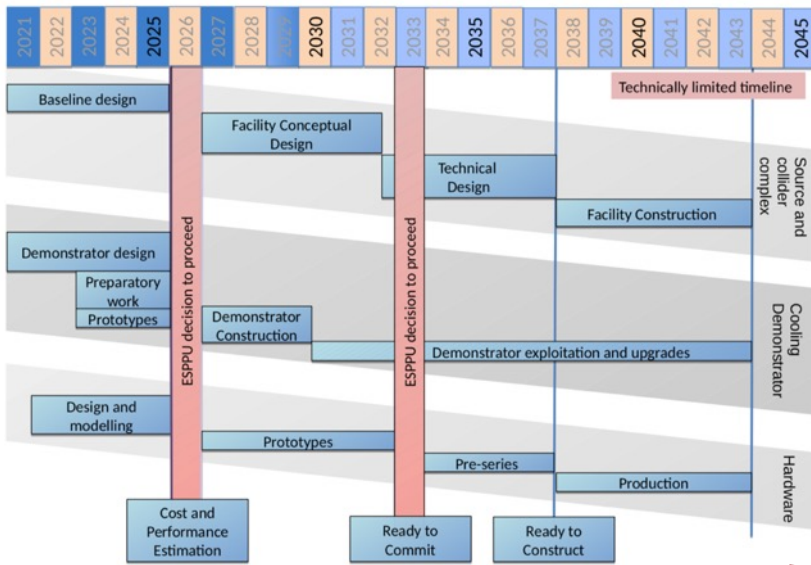 2021 2022 2023 2024 2025 2026 2027 2028 2029 2030 2031 2032 2033 2034 2035 2036 2037 2038 2039 2040 2041 2042 2043 2044 2045
Technically limited timeline
Baseline design
Facility Conceptual
Design
Technical
Design
Facility Construction
Source and
collider
complex
ESPPU decision to proceed
ESPPU decision to proceed
Demonstrator design
Preparatory
work
Prototypes
Demonstrator
Construction
Demonstrator exploitation and upgrades
Cooling
Demonstrator
Design and
modelling
Prototypes
Pre-series
Production
Hardware
Cost and
Performance
Estimation
Ready to
Commit
Ready to
Construct